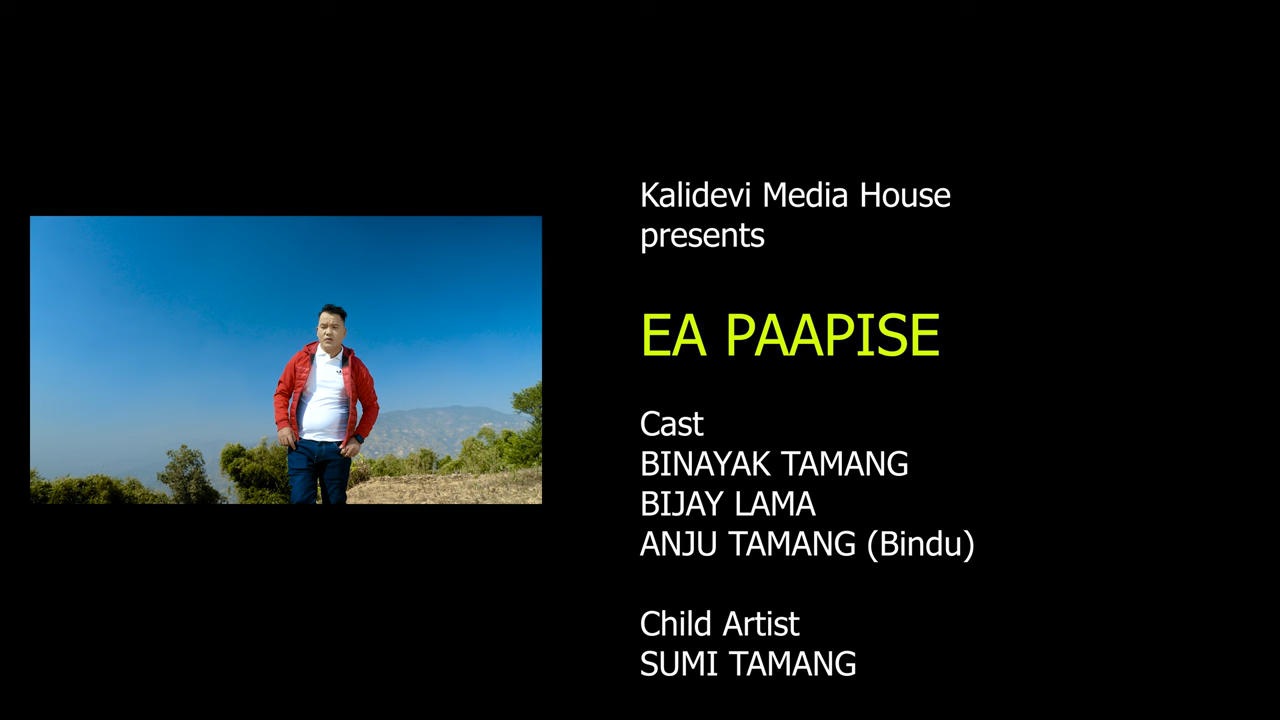 Kalidevi Media House
presents
EA PAAPISE
Cast
BINAYAK TAMANG
BIJAY LAMA
ANJU TAMANG (Bindu)
Child Artist
SUMI TAMANG